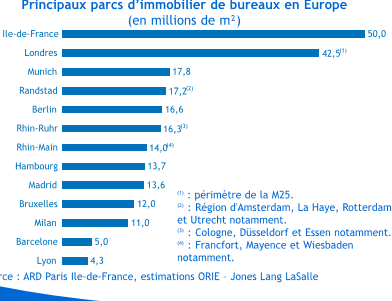 Principaux parcs d’immobilier de bureaux en Europe
(en millions de m²)
Ile-de-France 50,0
Londres 42,5(1)
Munich 17,8
Randstad 17,2(2)
Berlin 16,6
Rhin-Ruhr 16,3(3)
Rhin-Main 14,0(4)
Hambourg 13,7
Madrid 13,6
Bruxelles 12,0
Milan 11,0
Barcelone 5,0
Lyon 4,3
(1) : périmètre de la M25.
(2) : Région d'Amsterdam, La Haye, Rotterdam
et Utrecht notamment.
(3) : Cologne, Düsseldorf et Essen notamment.
(4) : Francfort, Mayence et Wiesbaden
notamment.
rce : ARD Paris Ile-de-France, estimations ORIE - Jones Lang LaSalle